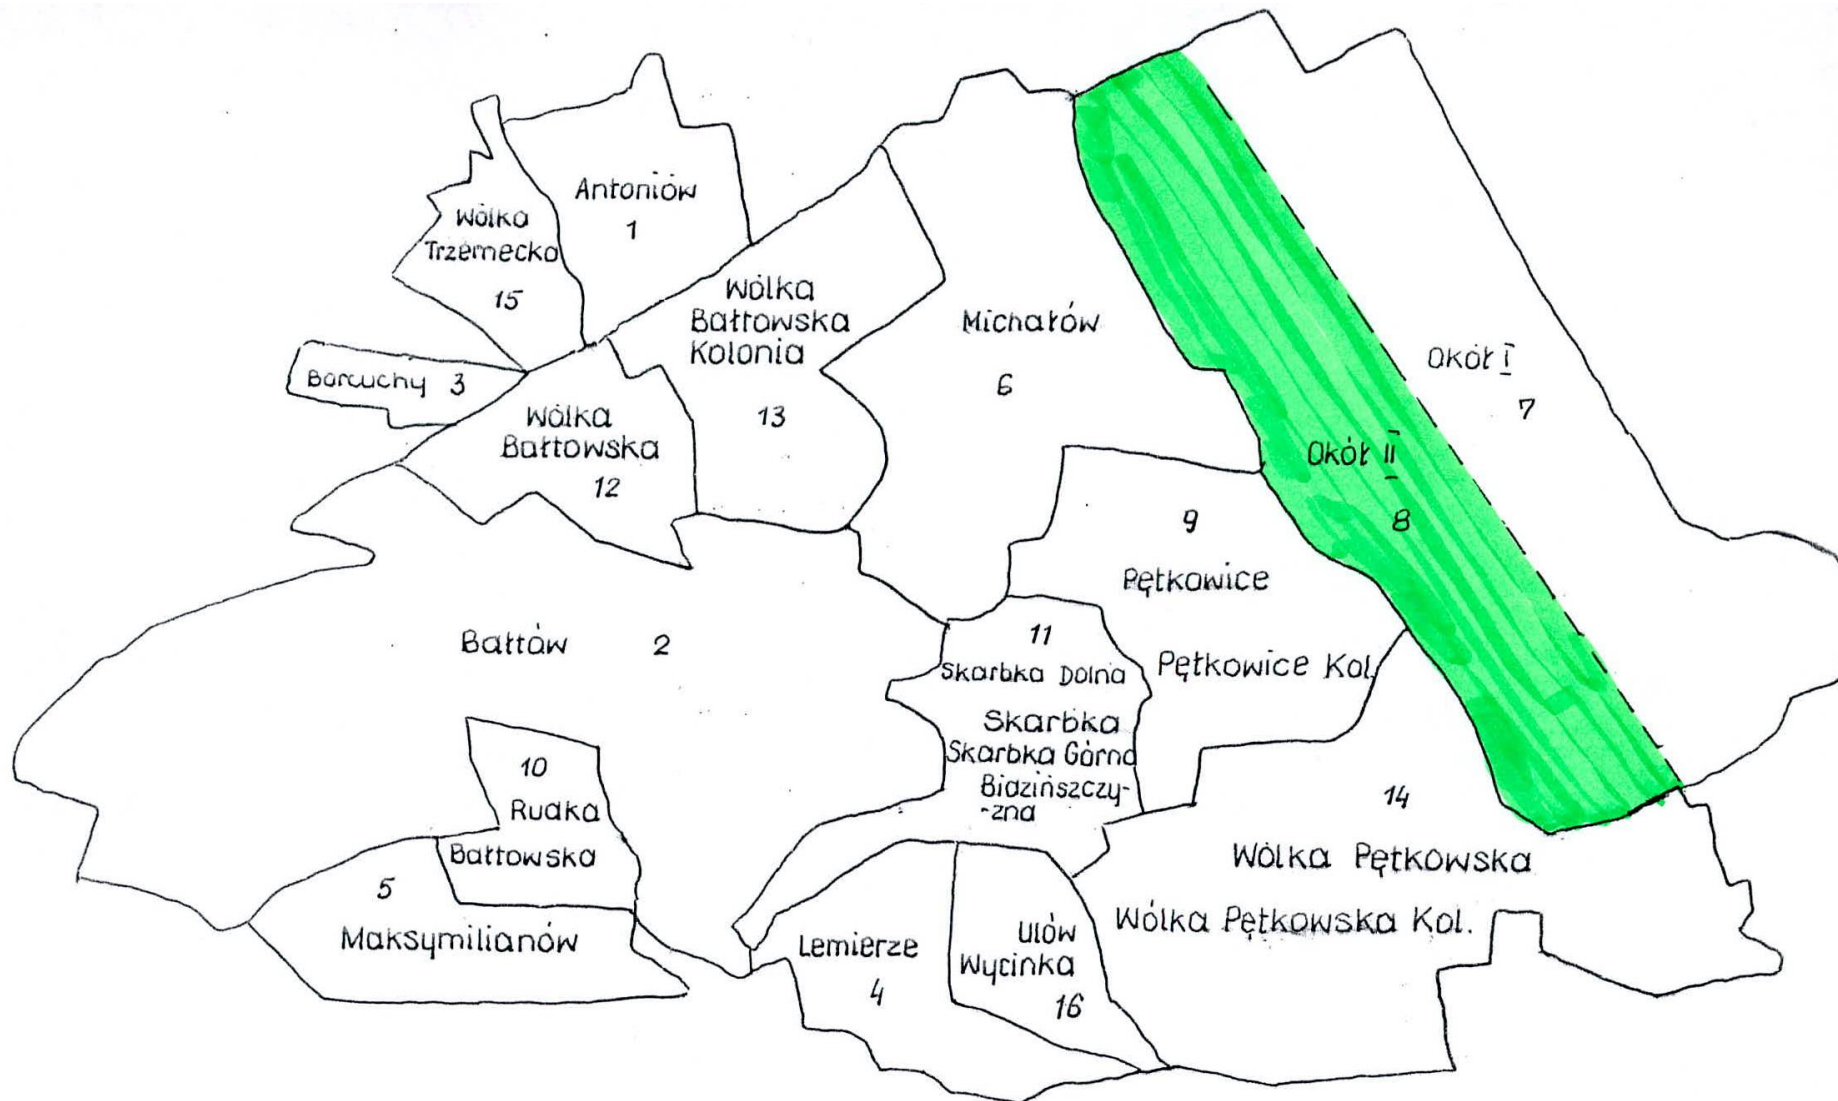 Antoniów
1
Wólka
Trzemecka
15
Borcuchy 3
Wólka
Bałtowska
12
Wólka
Bałtowska
Kolonia
13
Michałów
6
Okół I
7
Okół II
8
9
Pętkowice
Pętkowice Kol.
Bałtów 2
11
Skarbka Dolna
Skarbka
Skarbka Górna
Bidzińszczy-
-zna
10
Rudka
Bałtowska
5
Maksymilianów
Lemierze
4
Ulów
Wycinka
16
14
Wólka Pętkowska
Wólka Pętkowska Kol.